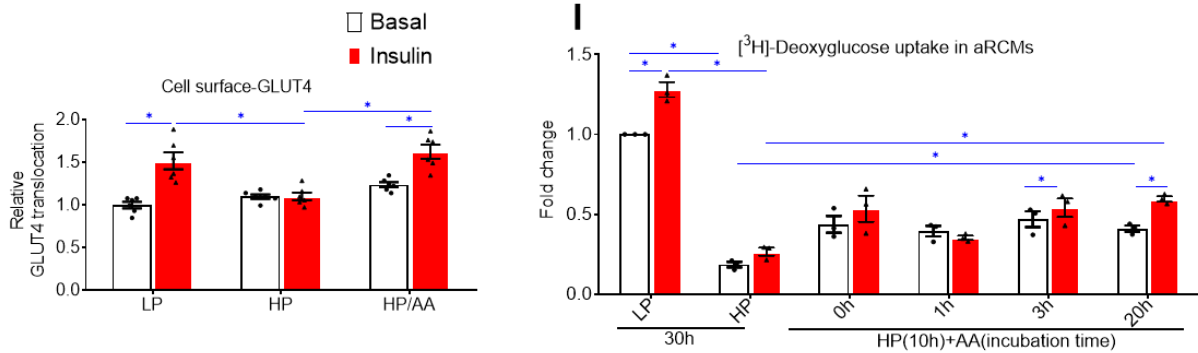 Basal
Insulin
Cell surface-GLUT4
*
*
*
*
Relative
GLUT4 translocation
2.0
1.5
1.0
0.5
0.0
LP
HP
HP/AA
I
[³H]-Deoxyglucose uptake in aRCMs
*
*
*
*
*
*
*
Fold change
1.5
1.0
0.5
0.0
LP
HP
0h
1h
3h
20h
30h
HP(10h)+AA(incubation time)